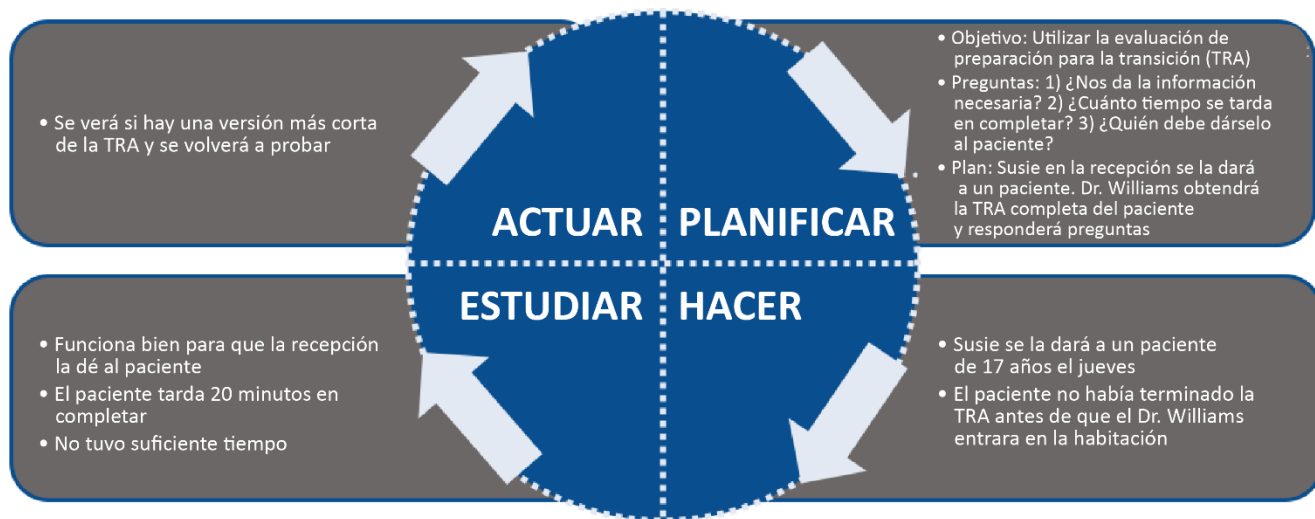 • Objetivo: Utilizar la evaluación de
preparación para la transición (TRA)
• Preguntas: 1) ¿Nos da la información
necesaria? 2) ¿Cuánto tiempo se tarda
en completar? 3) ¿Quién debe dárselo
al paciente?
• Plan: Susie en la recepción se la dará
a un paciente. Dr. Williams obtendrá
la TRA completa del paciente
y responderá preguntas
• Se verá si hay una versión más corta
de la TRA y se volverá a probar
ACTUAR PLANIFICAR
ESTUDIAR HACER
• Funciona bien para que la recepción
la dé al paciente
• El paciente tarda 20 minutos en
completar
• No tuvo suficiente tiempo
• Susie se la dará a un paciente
de 17 años el jueves
• El paciente no había terminado la
TRA antes de que el Dr. Williams
entrara en la habitación